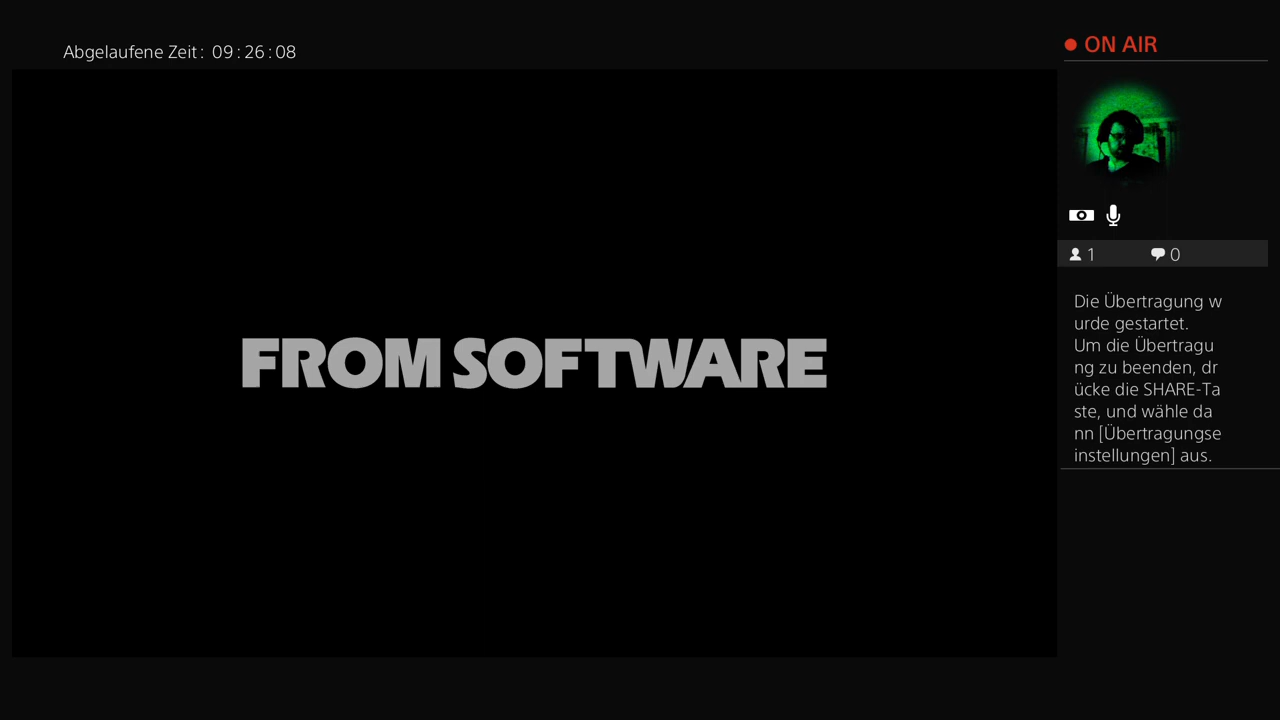 Abgelaufene Zeit: 09:26:08
ON AIR
FROM SOFTWARE
1 0
Die Übertragung w
urde gestartet.
Um die Übertragu
ng zu beenden, dr
ücke die SHARE-Ta
ste, und wähle da
nn [Übertragungse
instellungen] aus.